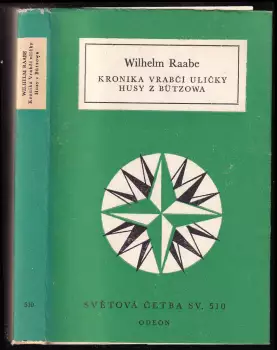 WILHELM RAABE
Kronika Vrabčí uličky
Husy z Bützowa
510
Wilhelm Raabe
KRONIKA VRABČÍ ULIČKY
HUSY Z BÜTZOWA
SVĚTOVÁ ČETBA SV. 510
ODEON